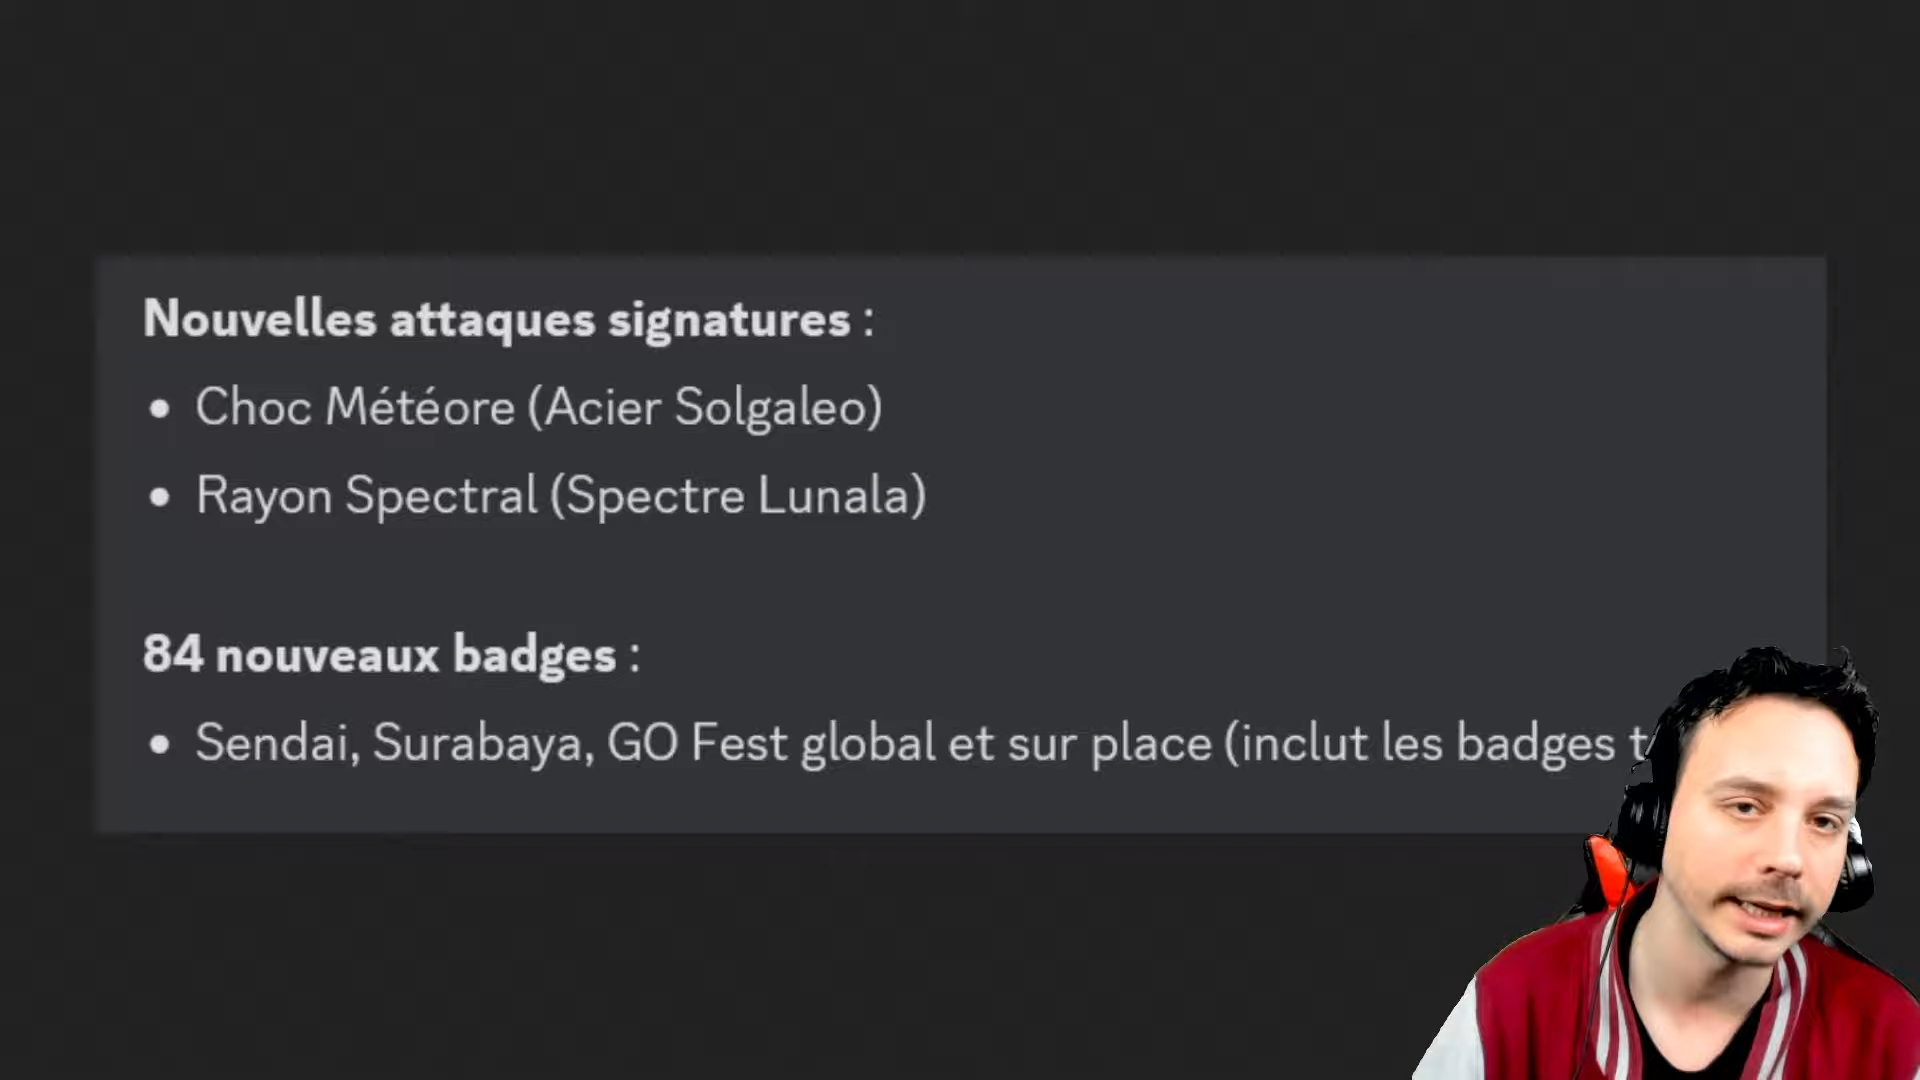 Nouvelles attaques signatures :
• Choc Météore (Acier Solgaleo)
• Rayon Spectral (Spectre Lunala)
84 nouveaux badges :
• Sendai, Surabaya, GO Fest global et sur place (inclut les badges